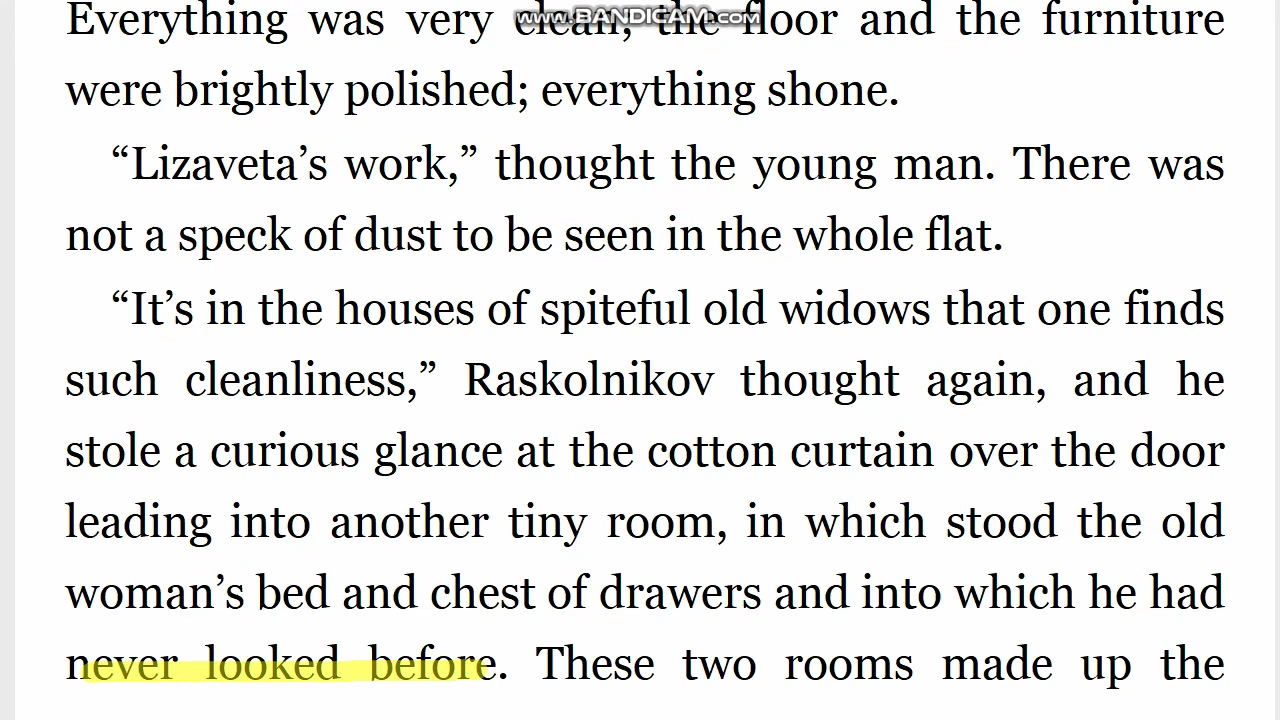 Everything was very clean; the floor and the furniture
www.BANDICAM.com
were brightly polished; everything shone.
“Lizaveta’s work,” thought the young man. There was
not a speck of dust to be seen in the whole flat.
“It’s in the houses of spiteful old widows that one finds
such cleanliness,” Raskolnikov thought again, and he
stole a curious glance at the cotton curtain over the door
leading into another tiny room, in which stood the old
woman’s bed and chest of drawers and into which he had
never looked before. These two rooms made up the